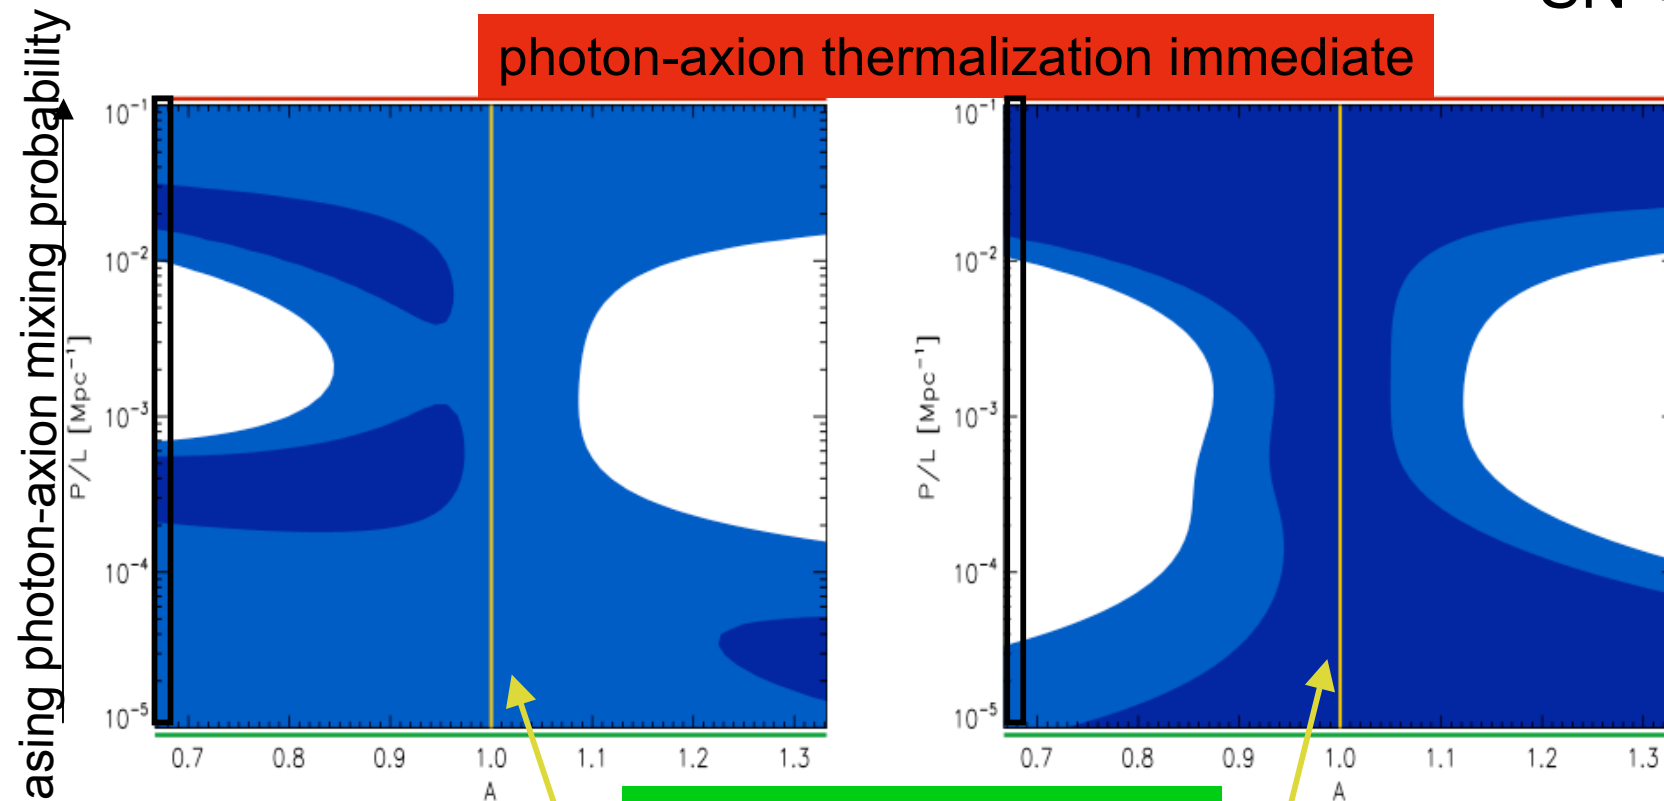 SN
photon-axion thermalization immediate
asing photon-axion mixing probability
P/L [Mpc⁻¹]
10⁻¹
10⁻²
10⁻³
10⁻⁴
10⁻⁵
0.7 0.8 0.9 1.0 1.1 1.2 1.3
A
P/L [Mpc⁻¹]
10⁻¹
10⁻²
10⁻³
10⁻⁴
10⁻⁵
0.7 0.8 0.9 1.0 1.1 1.2 1.3
A